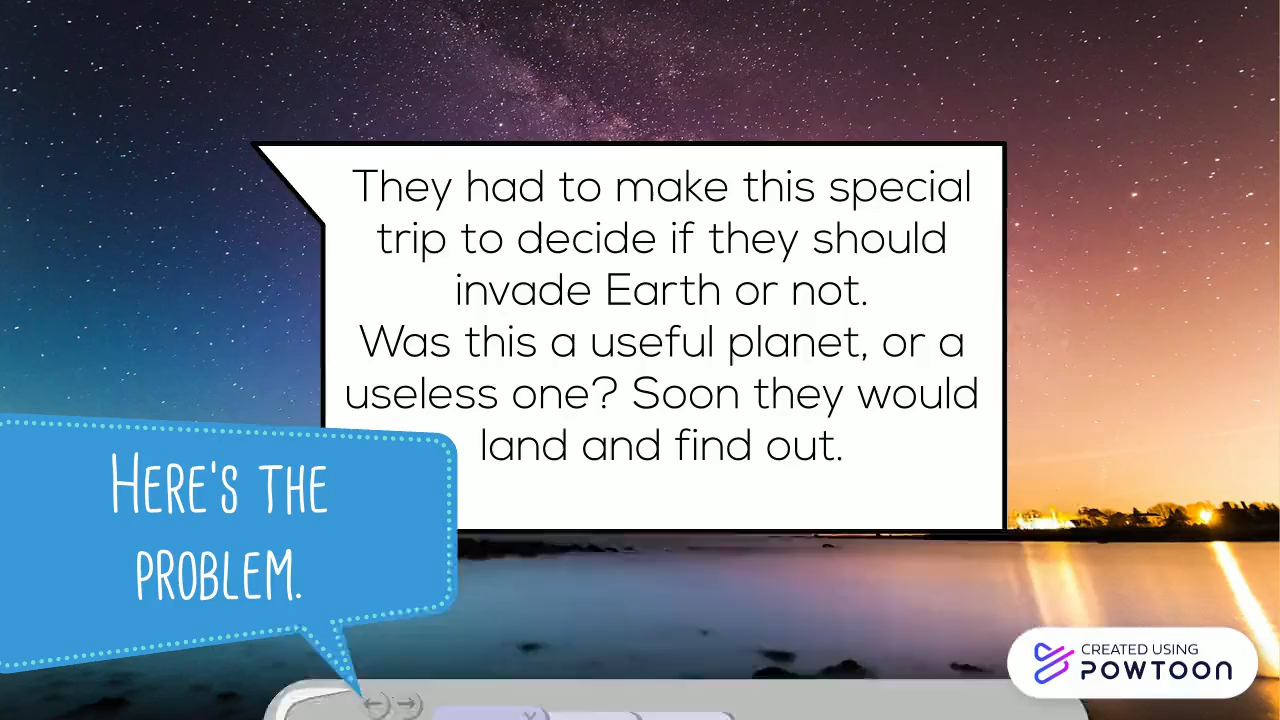 They had to make this special
trip to decide if they should
invade Earth or not.
Was this a useful planet, or a
useless one? Soon they would
land and find out.
HERE'S THE
PROBLEM.
CREATED USING
POWTOON